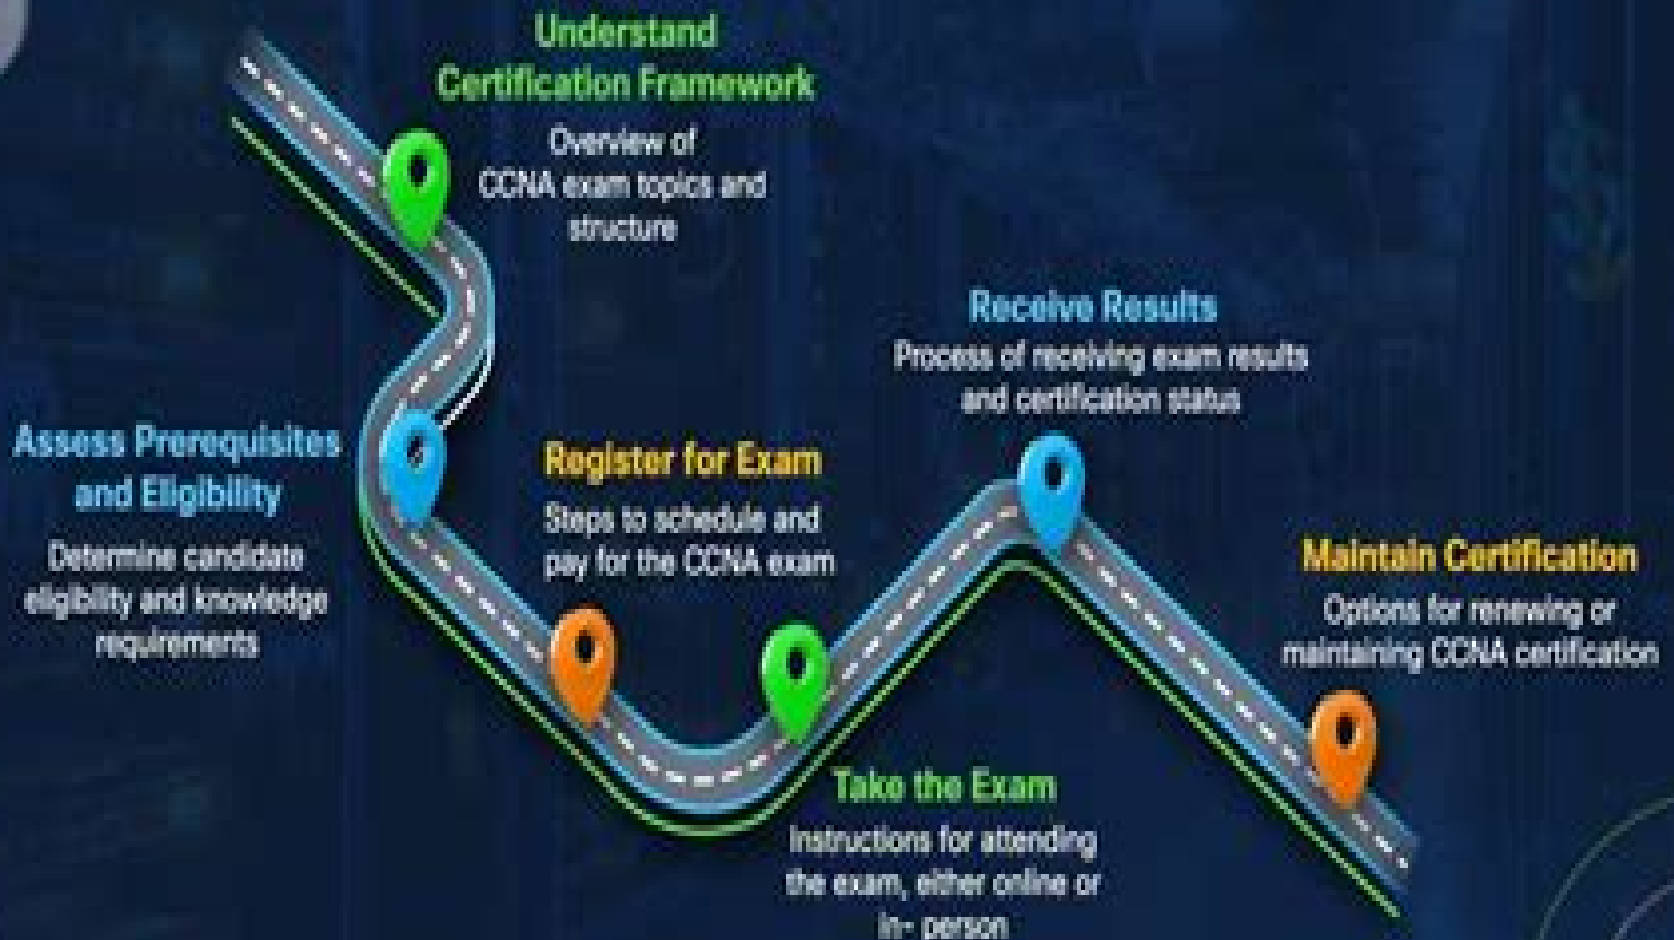 Understand
Certification Framework
Overview of
CCNA exam topics and
structure
Assess Prerequisites
and Eligibility
Determine candidate
eligibility and knowledge
requirements
Register for Exam
Steps to schedule and
pay for the CCNA exam
Take the Exam
Instructions for attending
the exam, either online or
in- person
Receive Results
Process of receiving exam results
and certification status
Maintain Certification
Options for renewing or
maintaining CCNA certification